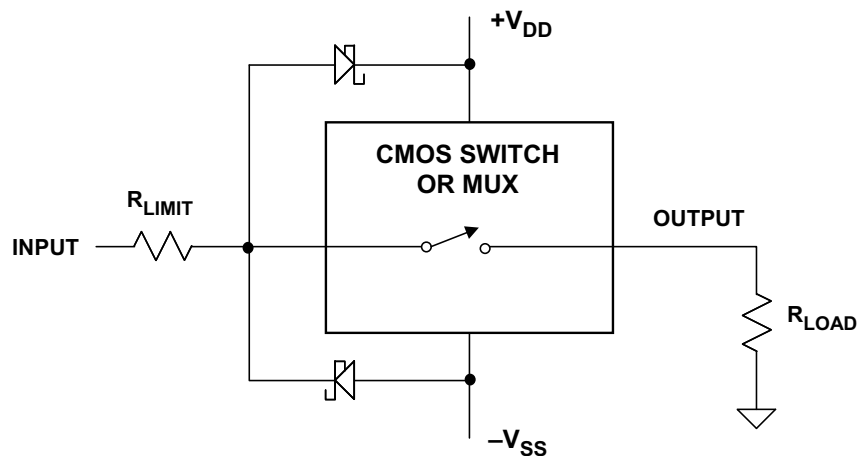 +VDD
CMOS SWITCH
OR MUX
RLIMIT
INPUT
OUTPUT
RLOAD
–VSS